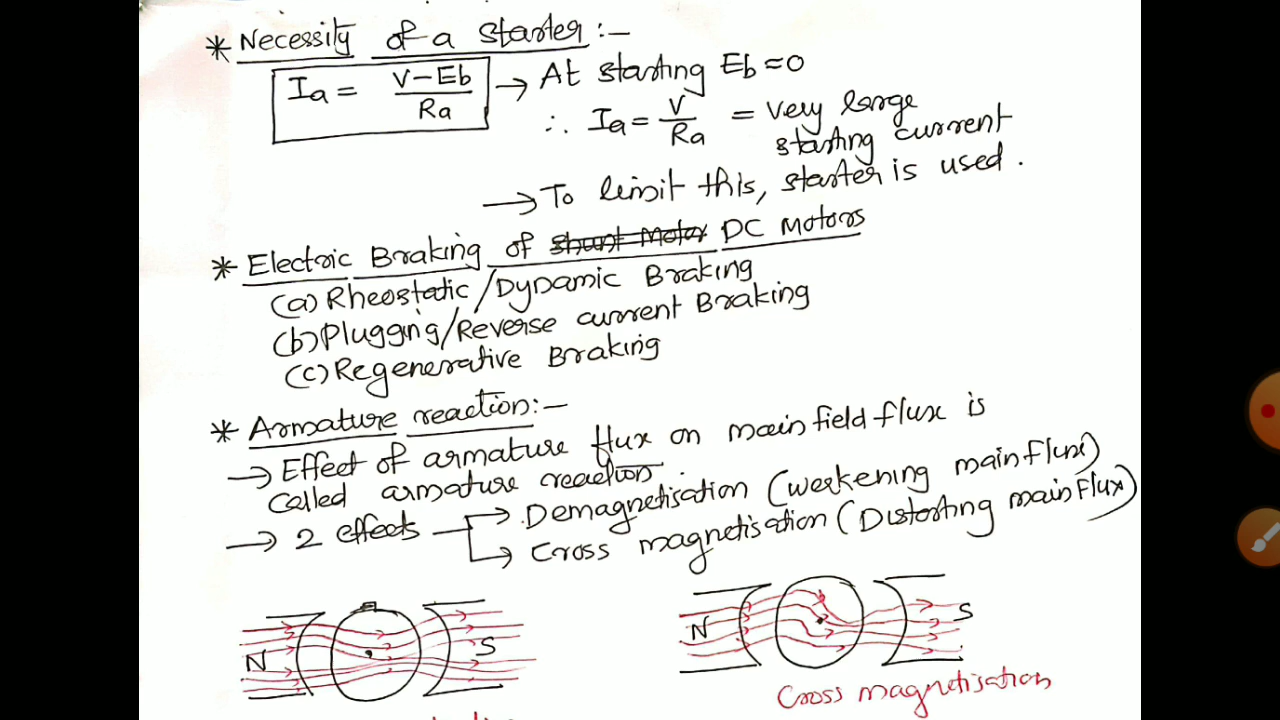 * Necessity of a starter :-
Ia = V-Eb/Ra → At starting Eb ≈ 0
∴ Ia = V/Ra = very large starting current
→ To limit this, starter is used.
* Electric Braking of Shunt Motor DC Motors
(a) Rheostatic/Dynamic Braking
(b) Plugging/Reverse current Braking
(c) Regenerative Braking
* Armature reaction:-
→ Effect of armature flux on main field flux is
called armature reaction.
→ 2 effects → Demagnetisation (weakening main flux)
→ Cross magnetisation (Distorting main flux)
N S
N S
Cross magnetisation